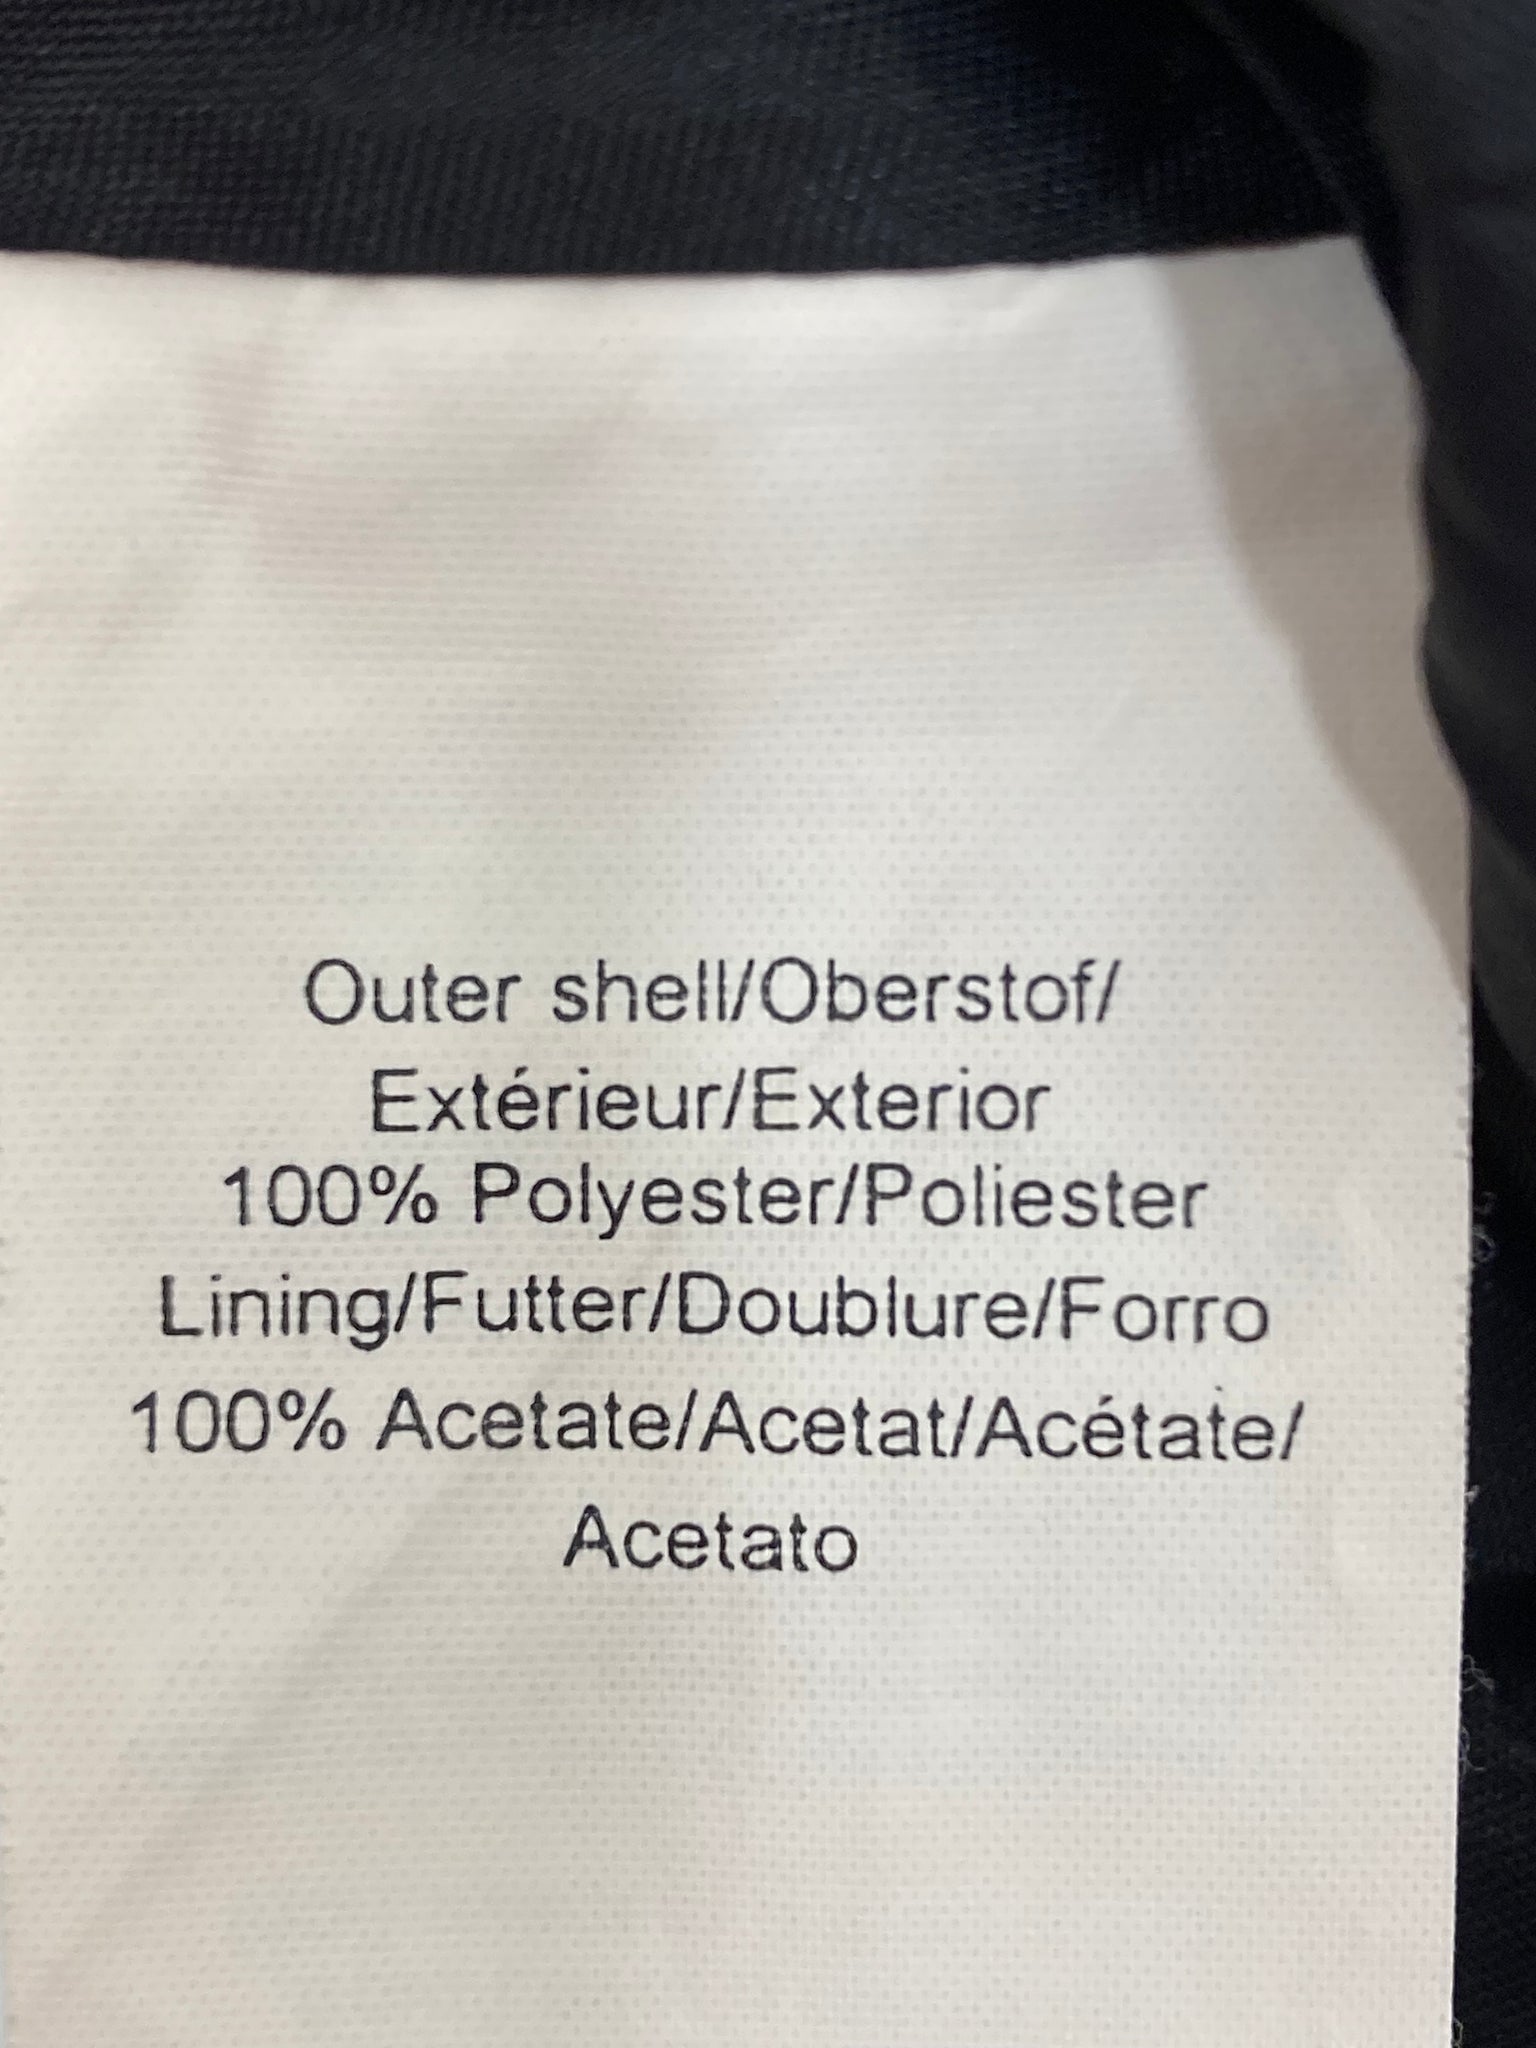 Outer shell/Oberstof/
Extérieur/Exterior
100% Polyester/Poliester
Lining/Futter/Doublure/Forro
100% Acetate/Acetat/Acétate/
Acetato